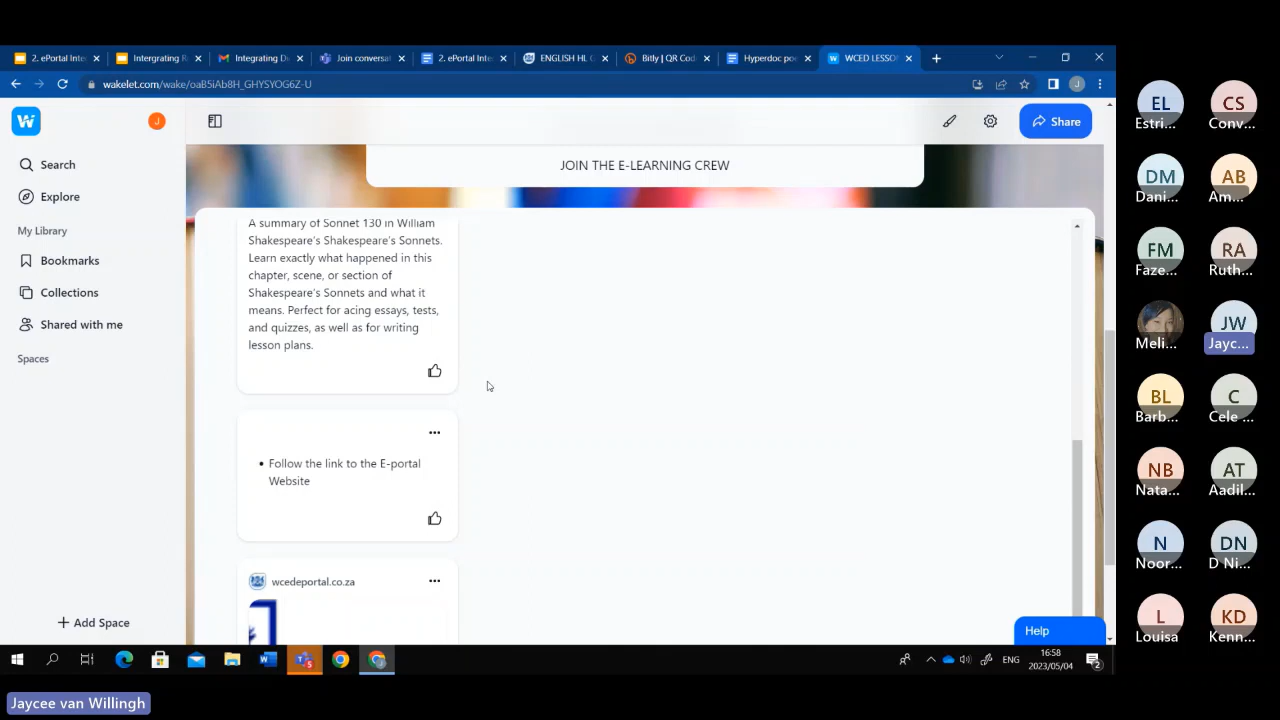 2. ePortal Inte
Intergrating R
Integrating D
Join conversat
2. ePortal Inte
ENGLISH HL G
Bitly | QR Cod
Hyperdoc po
WCED LESSO
wakelet.com/wake/oaB5iAb8H_GHYSYOG6Z-U
J
W
J
Share
Search
Explore
My Library
Bookmarks
Collections
Shared with me
Spaces
Add Space
JOIN THE E-LEARNING CREW
A summary of Sonnet 130 in William
Shakespeare's Shakespeare's Sonnets.
Learn exactly what happened in this
chapter, scene, or section of
Shakespeare's Sonnets and what it
means. Perfect for acing essays, tests,
and quizzes, as well as for writing
lesson plans.
• Follow the link to the E-portal
Website
wcedeportal.co.za
Help
ENG
16:58
2023/05/04
2
EL
Estri...
CS
Conv...
DM
Dani...
AB
Am...
FM
Faze...
RA
Ruth...
Meli...
JW
Jayc...
BL
Barb...
C
Cele ...
NB
Nata...
AT
Aadil...
N
Noor...
DN
D Ni...
L
Louisa
KD
Kenn...
Jaycee van Willingh